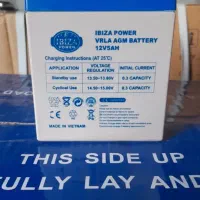 IBIZA
POWER
IBIZA POWER
VRLA AGM BATTERY
12V5AH
Charging Instructions (AT 25°C)
APPLICATION VOLTAGE REGULATION INITIAL CURRENT
Standby use 13.50-13.80V 0.3 CAPACITY
Cyclical Use 14.50-15.00V 0.3 CAPACITY
MADE IN VIETNAM
THIS SIDE UP
FULLY LAY AND